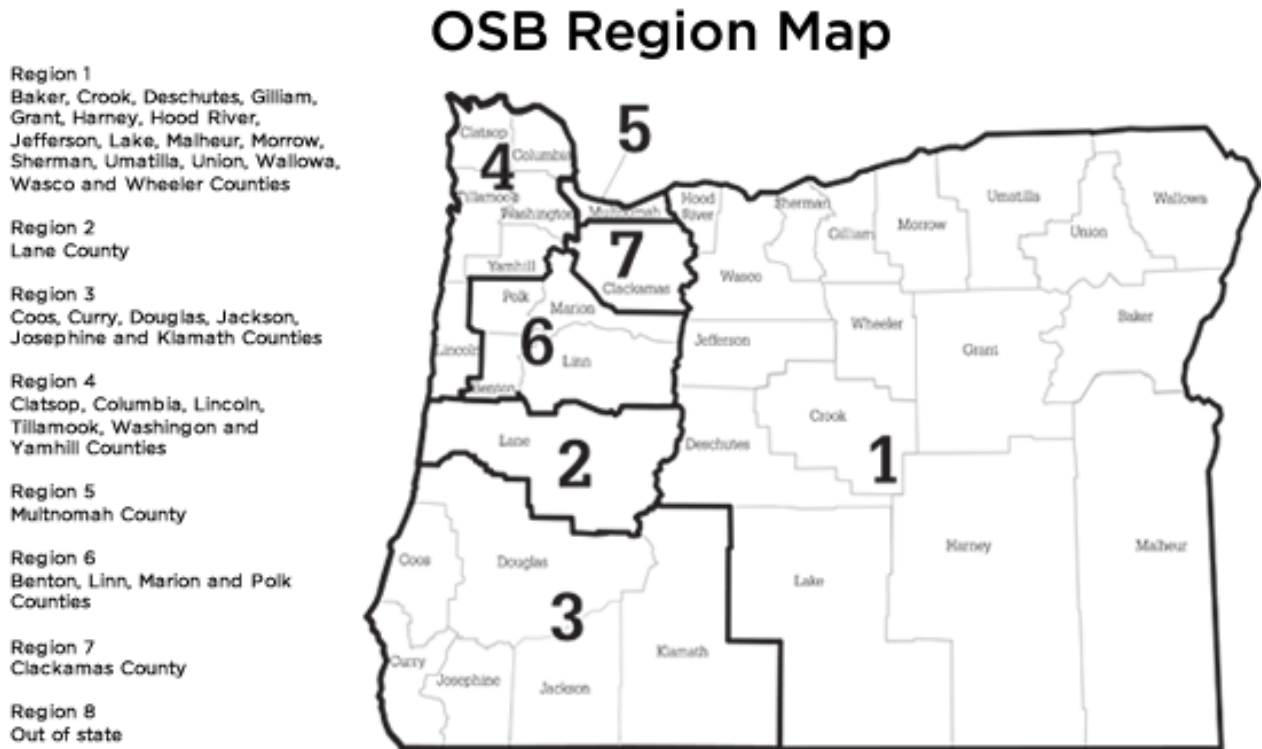 OSB Region Map
Region 1
Baker, Crook, Deschutes, Gilliam,
Grant, Harney, Hood River,
Jefferson, Lake, Malheur, Morrow,
Sherman, Umatilla, Union, Wallowa,
Wasco and Wheeler Counties
Region 2
Lane County
Region 3
Coos, Curry, Douglas, Jackson,
Josephine and Klamath Counties
Region 4
Clatsop, Columbia, Lincoln,
Tillamook, Washingon and
Yamhill Counties
Region 5
Multnomah County
Region 6
Benton, Linn, Marion and Polk
Counties
Region 7
Clackamas County
Region 8
Out of state
5
Clatsop
Columbia
4
Tillamook
Washington
Multnomah
Hood
River
Sherman
Umatilla
Wallowa
Gilliam
Morrow
Union
7
Yamhill
Clackamas
Wasco
Polk
Marion
6
Lincoln
Linn
Benton
Jefferson
Wheeler
Grant
Baker
Crook
Lane
2
Deschutes
1
Coos
Douglas
Lake
Harney
Malheur
3
Curry
Josephine
Jackson
Klamath